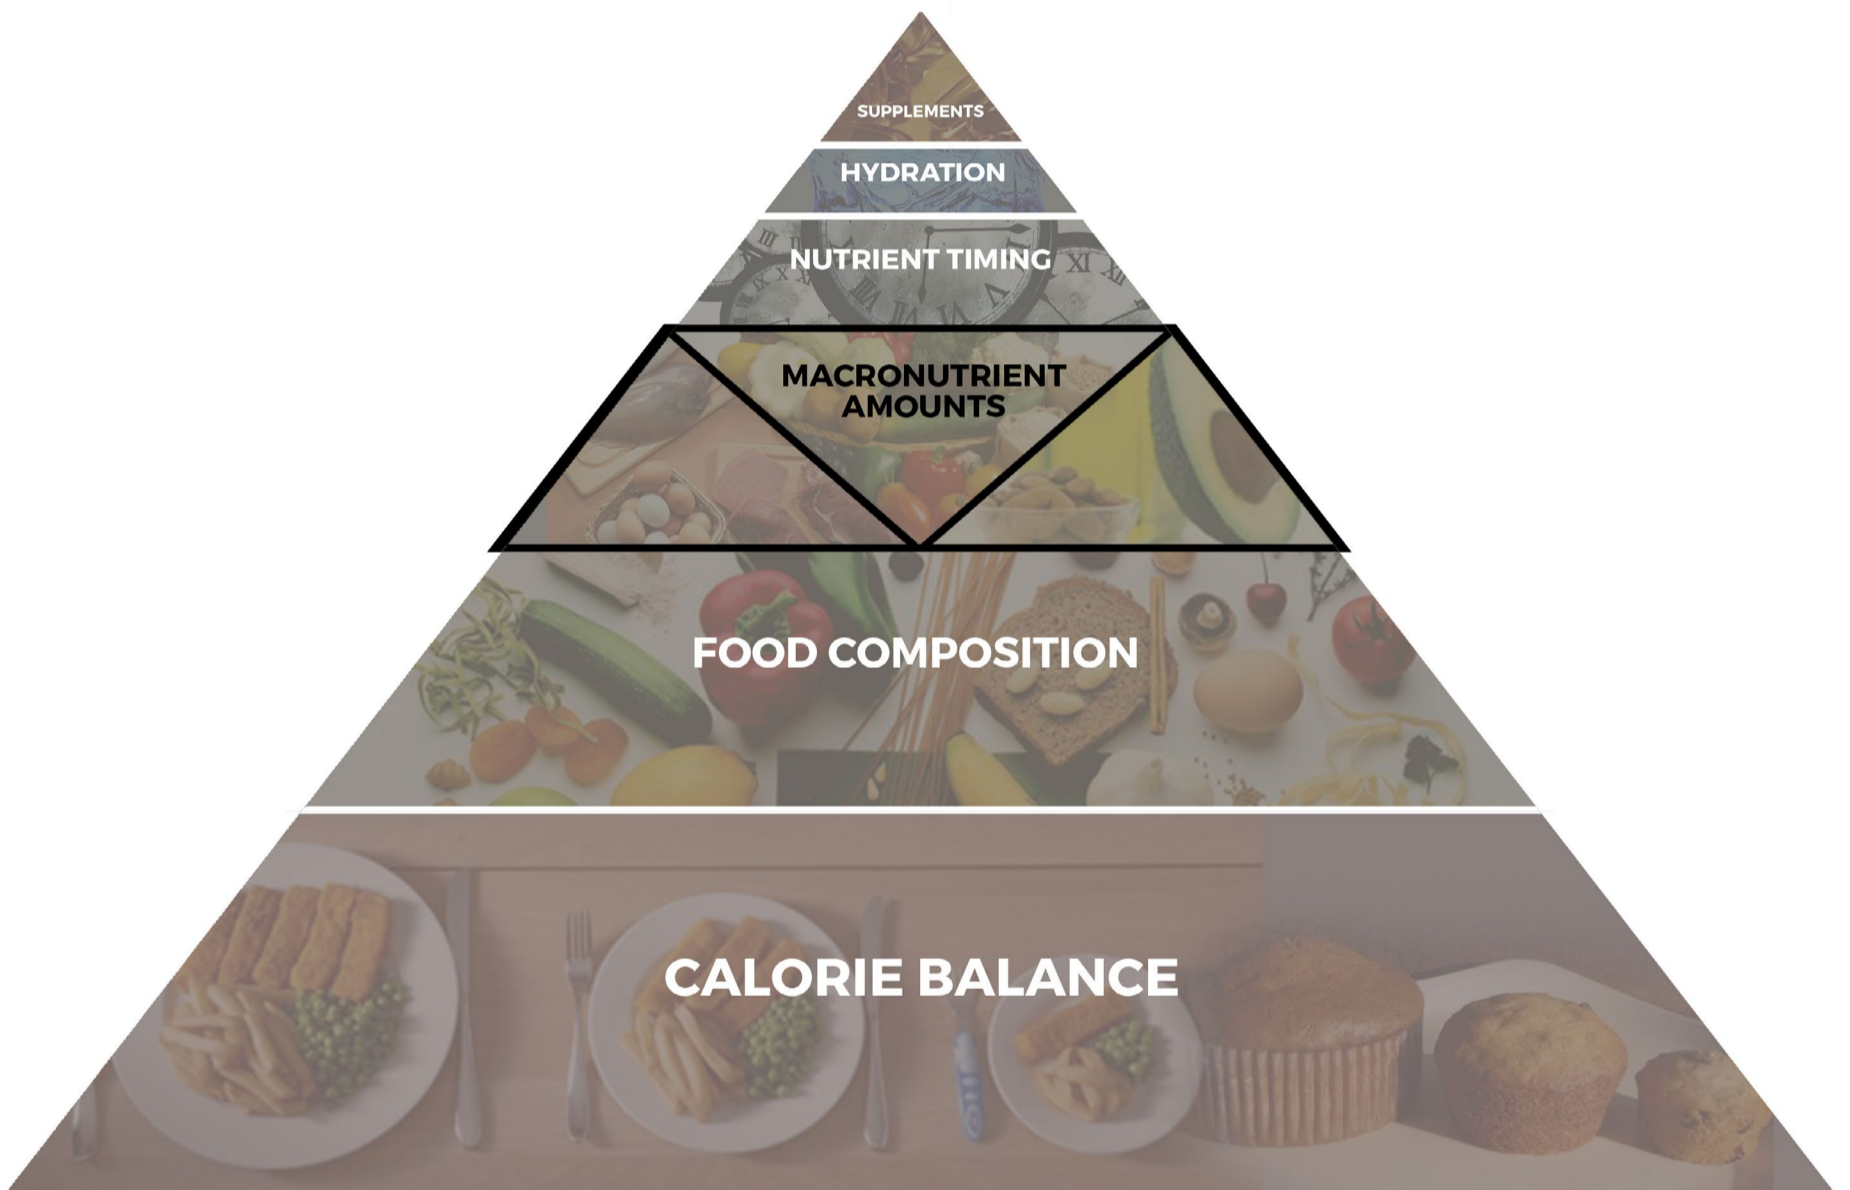 SUPPLEMENTS
HYDRATION
NUTRIENT TIMING
MACRONUTRIENT
AMOUNTS
FOOD COMPOSITION
CALORIE BALANCE